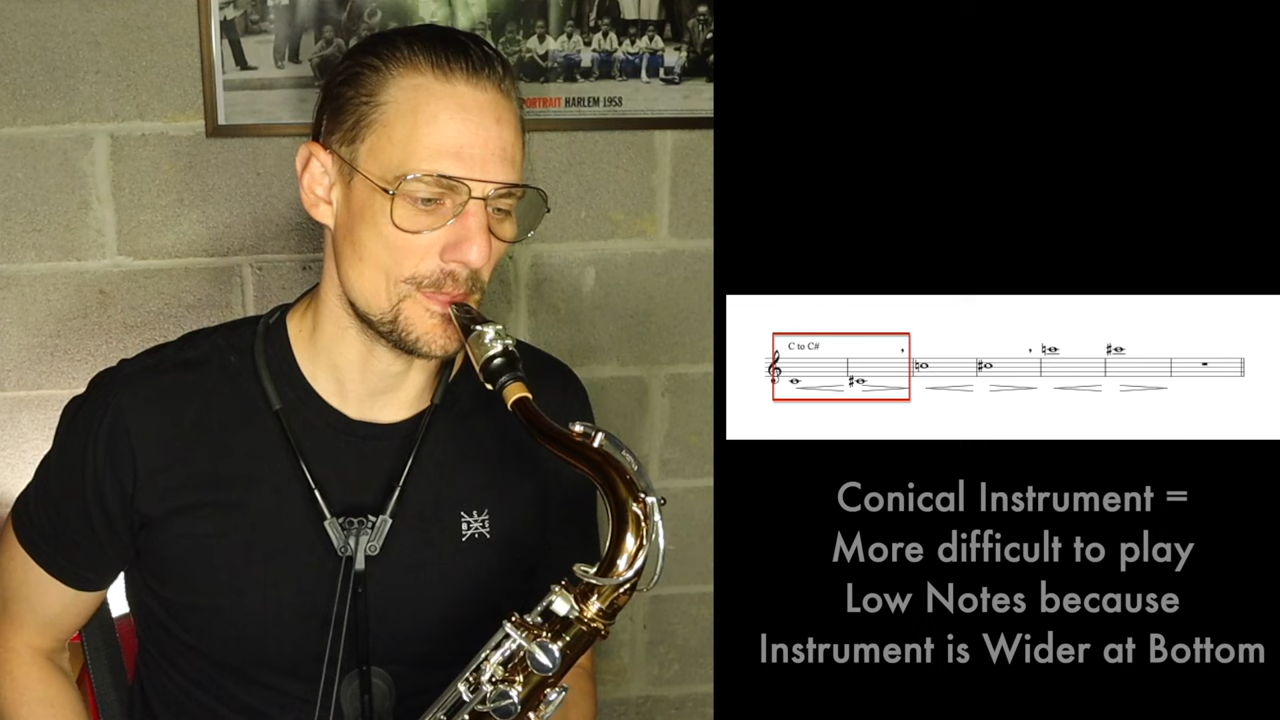 PORTRAIT HARLEM 1958
C to C#
Conical Instrument =
More difficult to play
Low Notes because
Instrument is Wider at Bottom